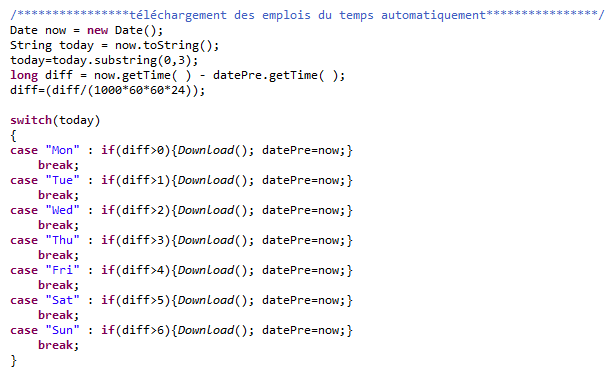 /****************téléchargement des emplois du temps automatiquement****************/
Date now = new Date();
String today = now.toString();
today=today.substring(0,3);
long diff = now.getTime( ) - datePre.getTime( );
diff=(diff/(1000*60*60*24));
switch(today)
{
case "Mon" : if(diff>0){Download(); datePre=now;}
break;
case "Tue" : if(diff>1){Download(); datePre=now;}
break;
case "Wed" : if(diff>2){Download(); datePre=now;}
break;
case "Thu" : if(diff>3){Download(); datePre=now;}
break;
case "Fri" : if(diff>4){Download(); datePre=now;}
break;
case "Sat" : if(diff>5){Download(); datePre=now;}
break;
case "Sun" : if(diff>6){Download(); datePre=now;}
break;
}